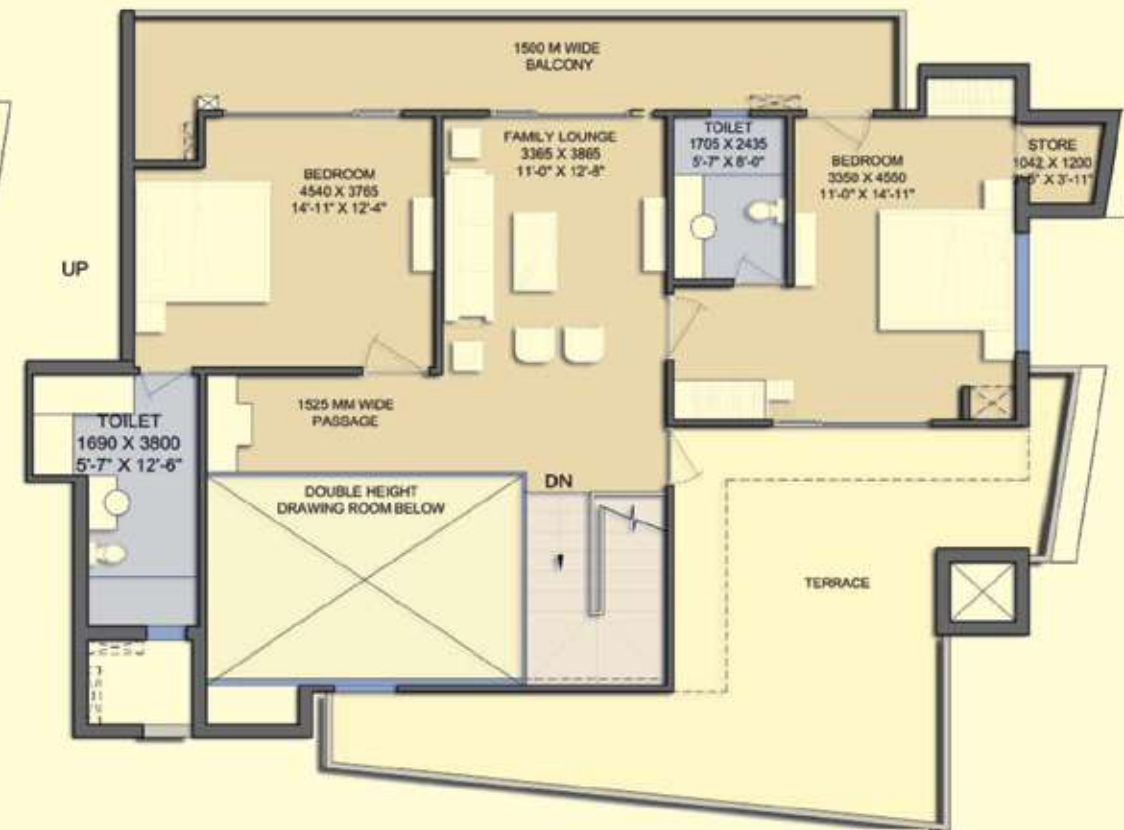 1500 M WIDE
BALCONY
FAMILY LOUNGE
3365 X 3865
11'-0" X 12'-8"
TOILET
1705 X 2435
5'-7" X 8'-0"
STORE
1042 X 1200
X 3'-11"
BEDROOM
4540 X 3765
14'-11" X 12'-4"
BEDROOM
3350 X 4550
11'-0" X 14'-11"
UP
1525 MM WIDE
PASSAGE
TOILET
1690 X 3800
5'-7" X 12'-6"
DN
DOUBLE HEIGHT
DRAWING ROOM BELOW
TERRACE